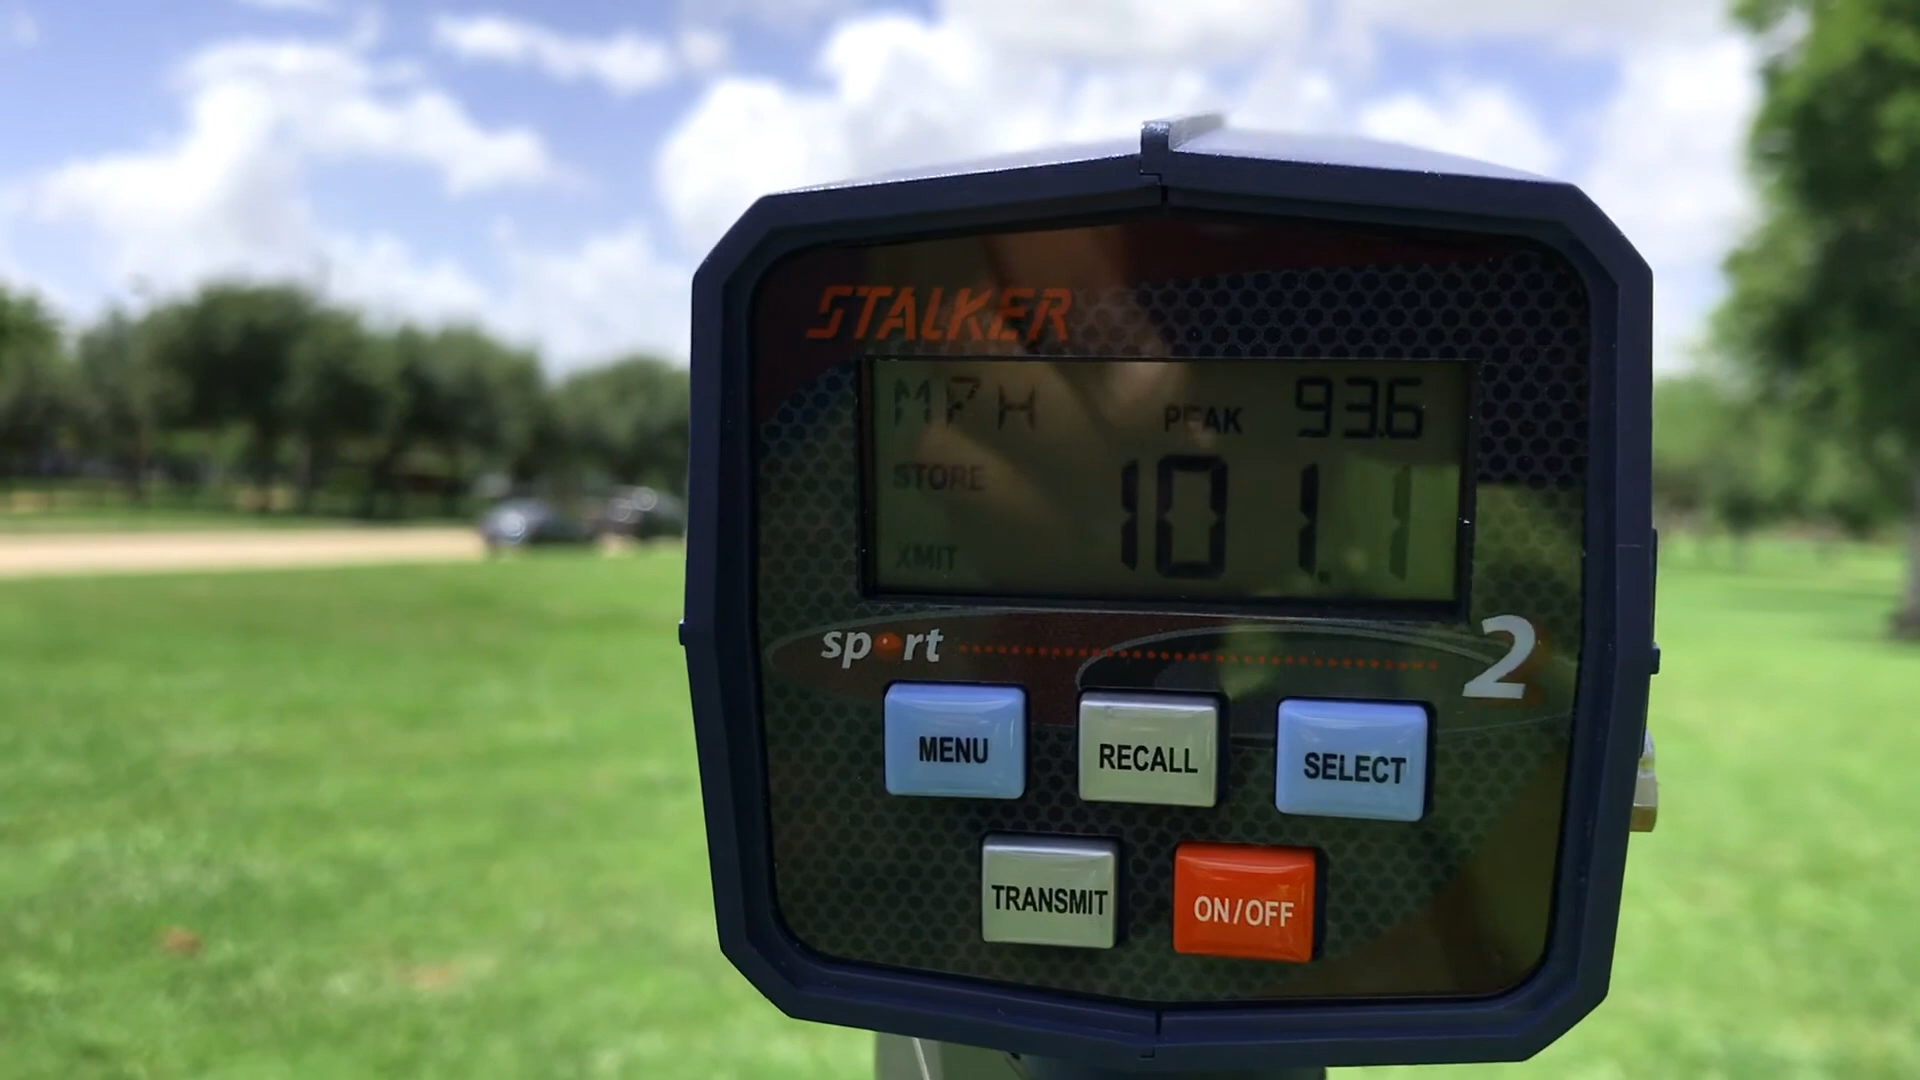 STALKER
MPH PEAK 93.6
STORE 101.1
XMIT
sport 2
MENU RECALL SELECT
TRANSMIT ON/OFF